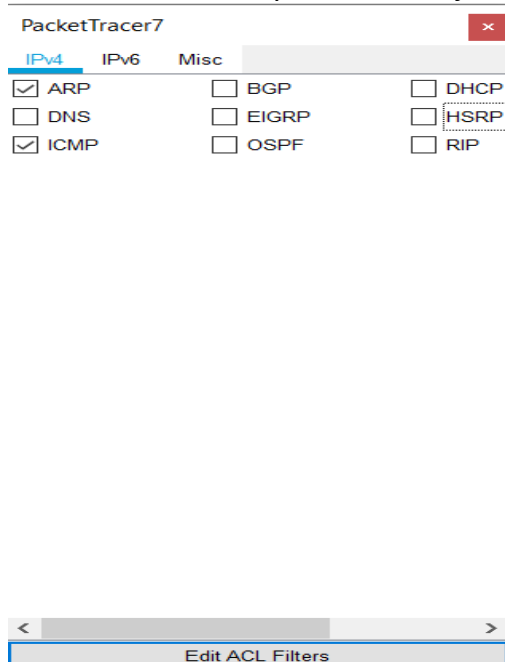 PacketTracer7
IPv4 IPv6 Misc
ARP BGP DHCP
DNS EIGRP HSRP
ICMP OSPF RIP
Edit ACL Filters